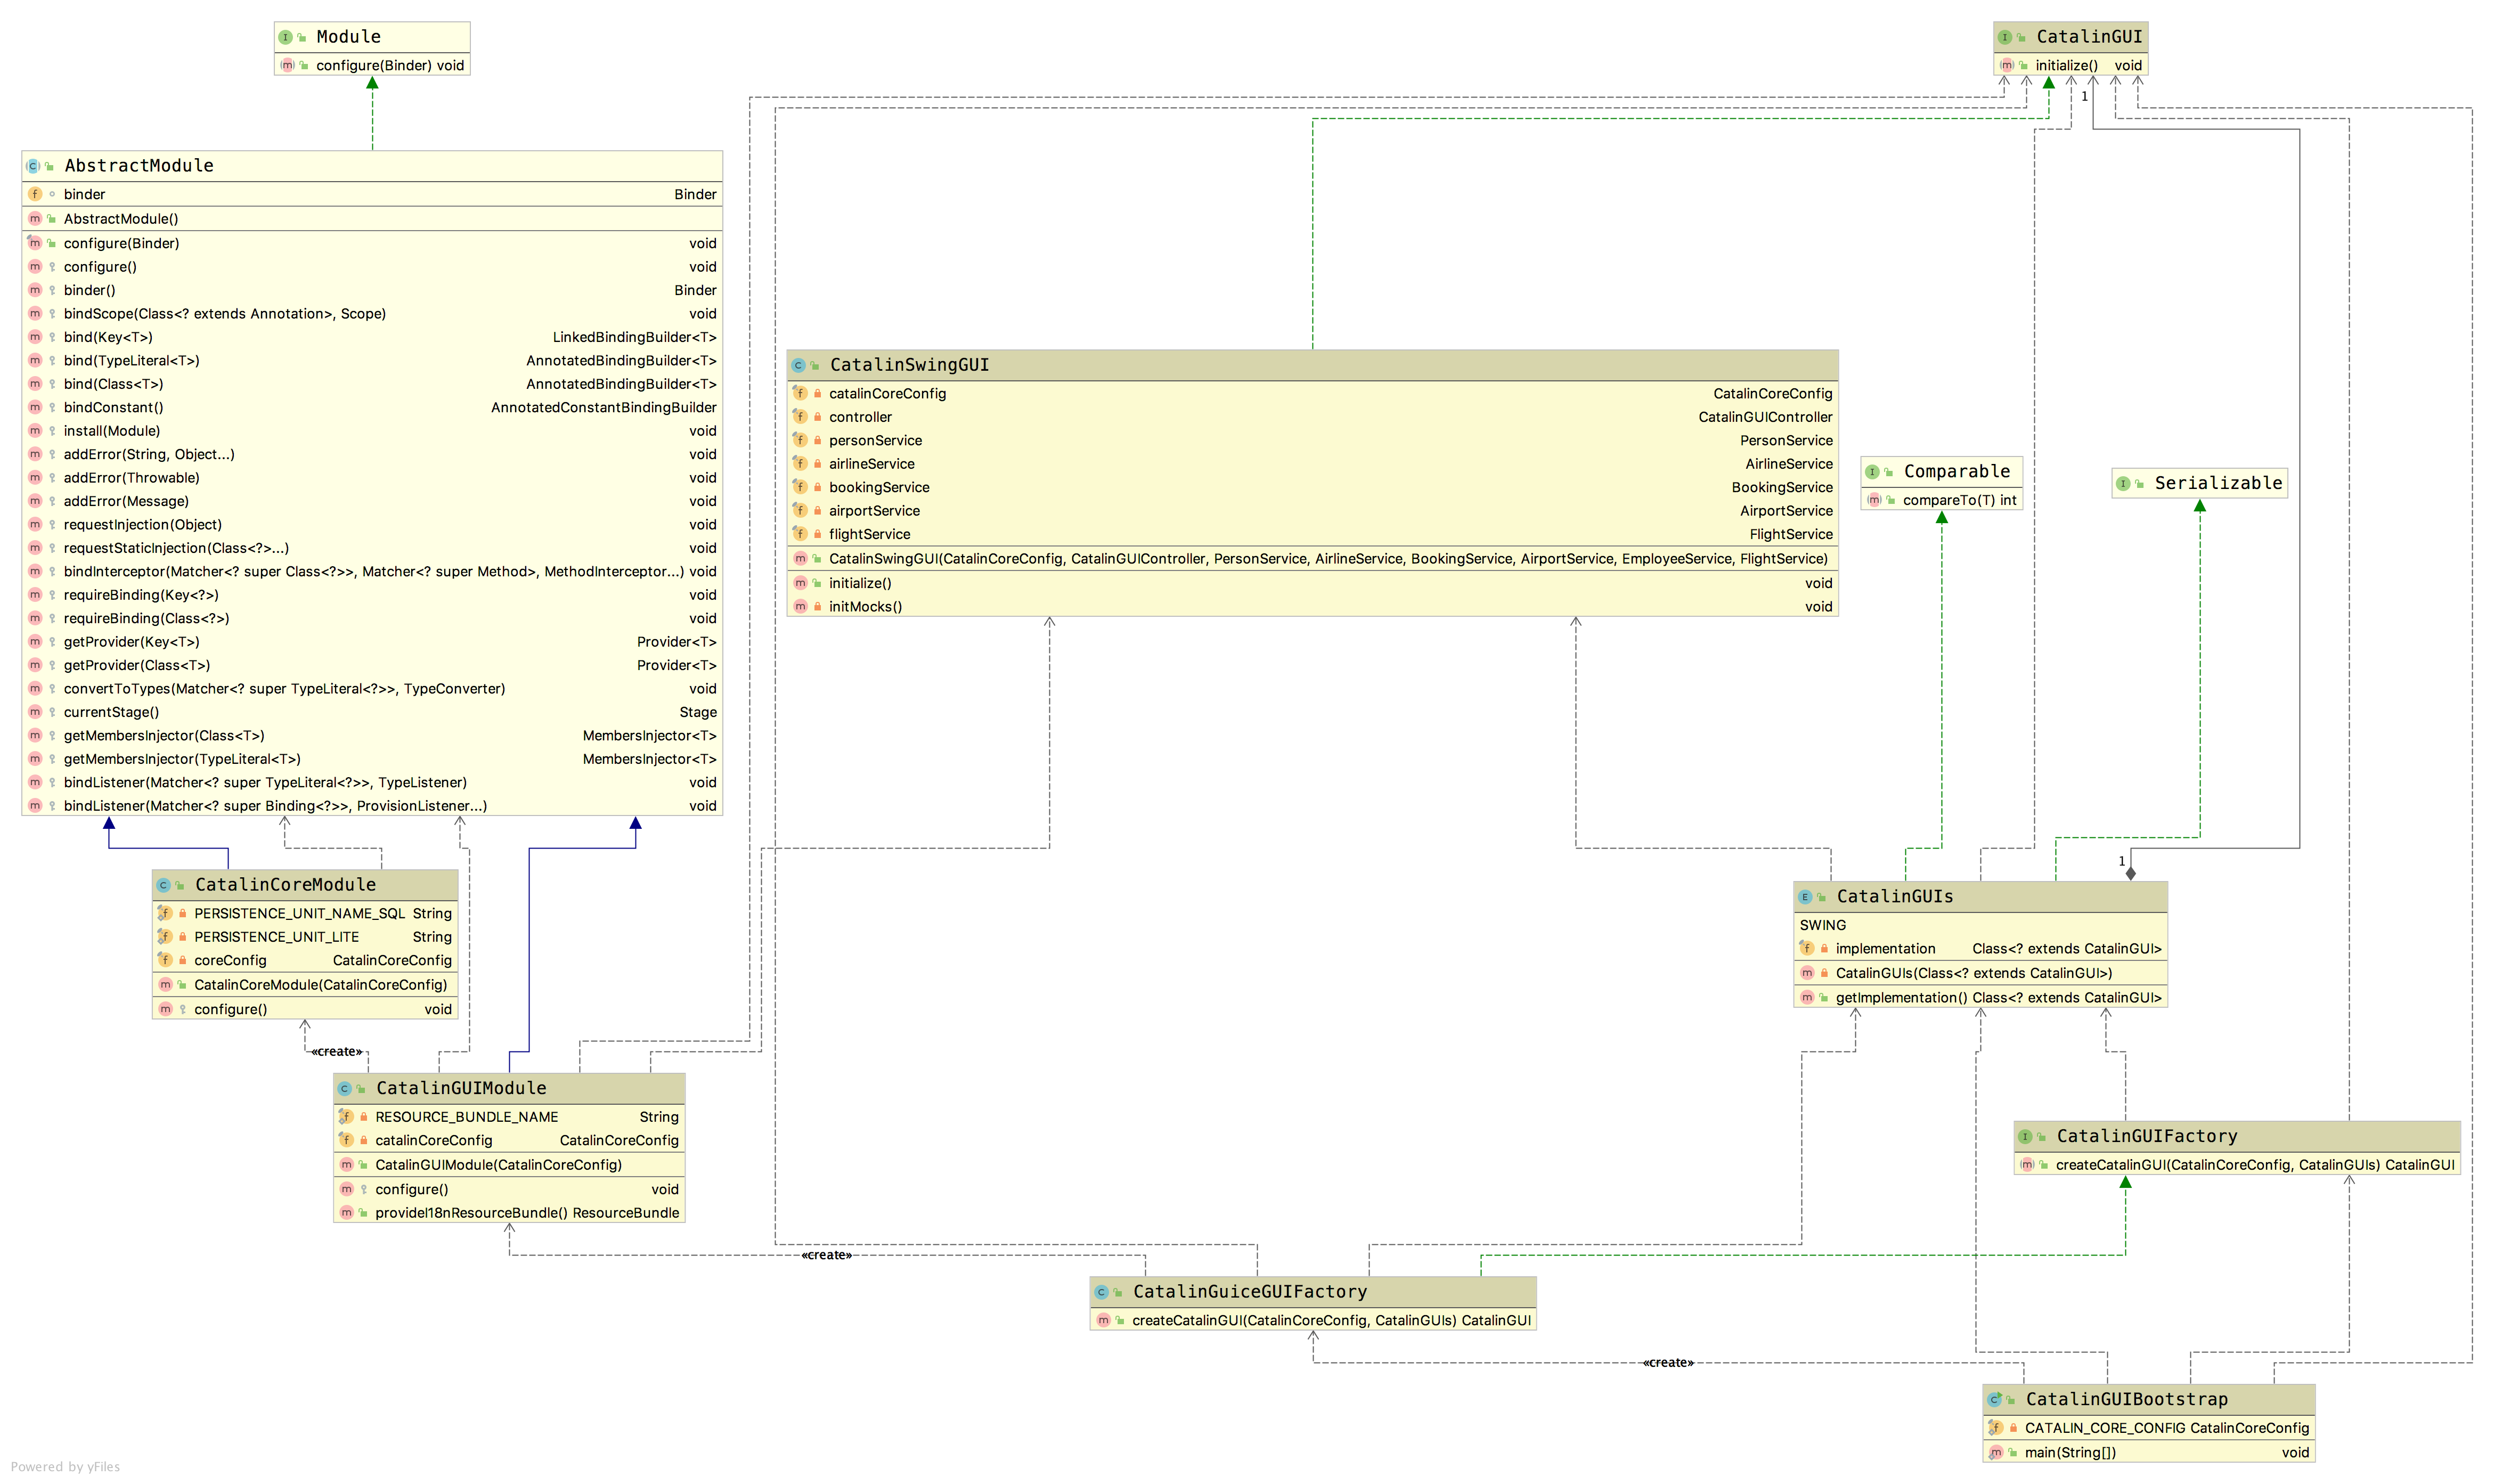 Module
configure(Binder) void
CatalinGUI
initialize() void
1
AbstractModule
binder Binder
AbstractModule()
configure(Binder) void
configure() void
binder() Binder
bindScope(Class<? extends Annotation>, Scope) void
bind(Key<T>) LinkedBindingBuilder<T>
bind(TypeLiteral<T>) AnnotatedBindingBuilder<T>
bind(Class<T>) AnnotatedBindingBuilder<T>
bindConstant() AnnotatedConstantBindingBuilder
install(Module) void
addError(String, Object...) void
addError(Throwable) void
addError(Message) void
requestInjection(Object) void
requestStaticInjection(Class<?>...) void
bindInterceptor(Matcher<? super Class<?>>, Matcher<? super Method>, MethodInterceptor...) void
requireBinding(Key<?>) void
requireBinding(Class<?>) void
getProvider(Key<T>) Provider<T>
getProvider(Class<T>) Provider<T>
convertToTypes(Matcher<? super TypeLiteral<?>>, TypeConverter) void
currentStage() Stage
getMembersInjector(Class<T>) MembersInjector<T>
getMembersInjector(TypeLiteral<T>) MembersInjector<T>
bindListener(Matcher<? super TypeLiteral<?>>, TypeListener) void
bindListener(Matcher<? super Binding<?>>, ProvisionListener...) void
CatalinSwingGUI
catalinCoreConfig CatalinCoreConfig
controller CatalinGUIController
personService PersonService
airlineService AirlineService
bookingService BookingService
airportService AirportService
flightService FlightService
CatalinSwingGUI(CatalinCoreConfig, CatalinGUIController, PersonService, AirlineService, BookingService, AirportService, EmployeeService, FlightService)
initialize() void
initMocks() void
Comparable
compareTo(T) int
Serializable
CatalinCoreModule
PERSISTENCE_UNIT_NAME_SQL String
PERSISTENCE_UNIT_LITE String
coreConfig CatalinCoreConfig
CatalinCoreModule(CatalinCoreConfig)
configure() void
1
CatalinGUIs
SWING
implementation Class<? extends CatalinGUI>
CatalinGUIs(Class<? extends CatalinGUI>)
getImplementation() Class<? extends CatalinGUI>
«create»
CatalinGUIModule
RESOURCE_BUNDLE_NAME String
catalinCoreConfig CatalinCoreConfig
CatalinGUIModule(CatalinCoreConfig)
configure() void
provideI18nResourceBundle() ResourceBundle
CatalinGUIFactory
createCatalinGUI(CatalinCoreConfig, CatalinGUIs) CatalinGUI
«create»
CatalinGuiceGUIFactory
createCatalinGUI(CatalinCoreConfig, CatalinGUIs) CatalinGUI
«create»
CatalinGUIBootstrap
CATALIN_CORE_CONFIG CatalinCoreConfig
main(String[]) void
Powered by yFiles